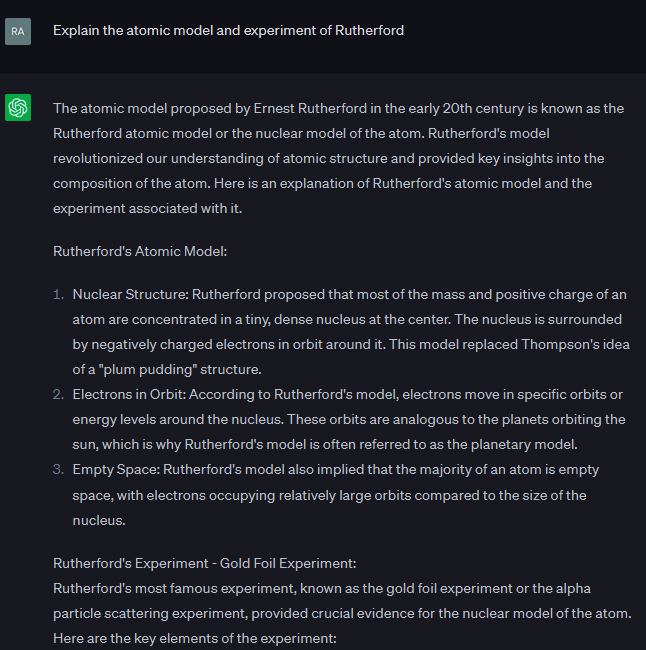 RA
Explain the atomic model and experiment of Rutherford
The atomic model proposed by Ernest Rutherford in the early 20th century is known as the
Rutherford atomic model or the nuclear model of the atom. Rutherford's model
revolutionized our understanding of atomic structure and provided key insights into the
composition of the atom. Here is an explanation of Rutherford's atomic model and the
experiment associated with it.
Rutherford's Atomic Model:
1. Nuclear Structure: Rutherford proposed that most of the mass and positive charge of an
atom are concentrated in a tiny, dense nucleus at the center. The nucleus is surrounded
by negatively charged electrons in orbit around it. This model replaced Thompson's idea
of a "plum pudding" structure.
2. Electrons in Orbit: According to Rutherford's model, electrons move in specific orbits or
energy levels around the nucleus. These orbits are analogous to the planets orbiting the
sun, which is why Rutherford's model is often referred to as the planetary model.
3. Empty Space: Rutherford's model also implied that the majority of an atom is empty
space, with electrons occupying relatively large orbits compared to the size of the
nucleus.
Rutherford's Experiment - Gold Foil Experiment:
Rutherford's most famous experiment, known as the gold foil experiment or the alpha
particle scattering experiment, provided crucial evidence for the nuclear model of the atom.
Here are the key elements of the experiment: